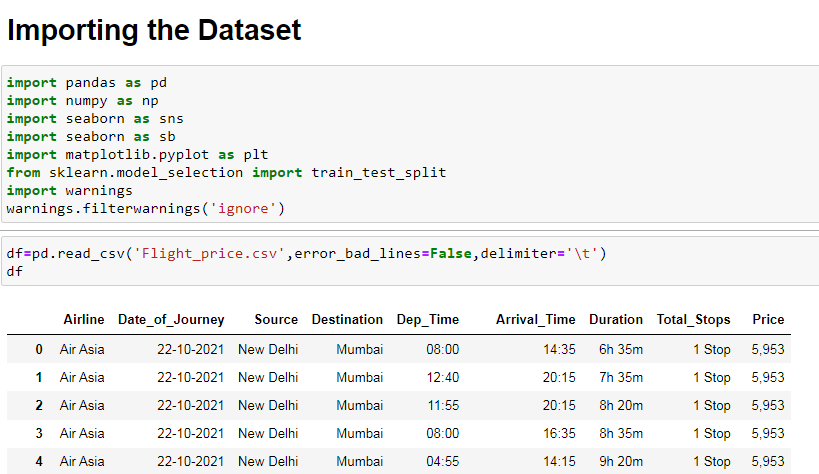 Importing the Dataset
import pandas as pd
import numpy as np
import seaborn as sns
import seaborn as sb
import matplotlib.pyplot as plt
from sklearn.model_selection import train_test_split
import warnings
warnings.filterwarnings('ignore')
df=pd.read_csv('Flight_price.csv',error_bad_lines=False,delimiter='\t')
df
Airline Date_of_Journey Source Destination Dep_Time Arrival_Time Duration Total_Stops Price
0 Air Asia 22-10-2021 New Delhi Mumbai 08:00 14:35 6h 35m 1 Stop 5,953
1 Air Asia 22-10-2021 New Delhi Mumbai 12:40 20:15 7h 35m 1 Stop 5,953
2 Air Asia 22-10-2021 New Delhi Mumbai 11:55 20:15 8h 20m 1 Stop 5,953
3 Air Asia 22-10-2021 New Delhi Mumbai 08:00 16:35 8h 35m 1 Stop 5,953
4 Air Asia 22-10-2021 New Delhi Mumbai 04:55 14:15 9h 20m 1 Stop 5,953